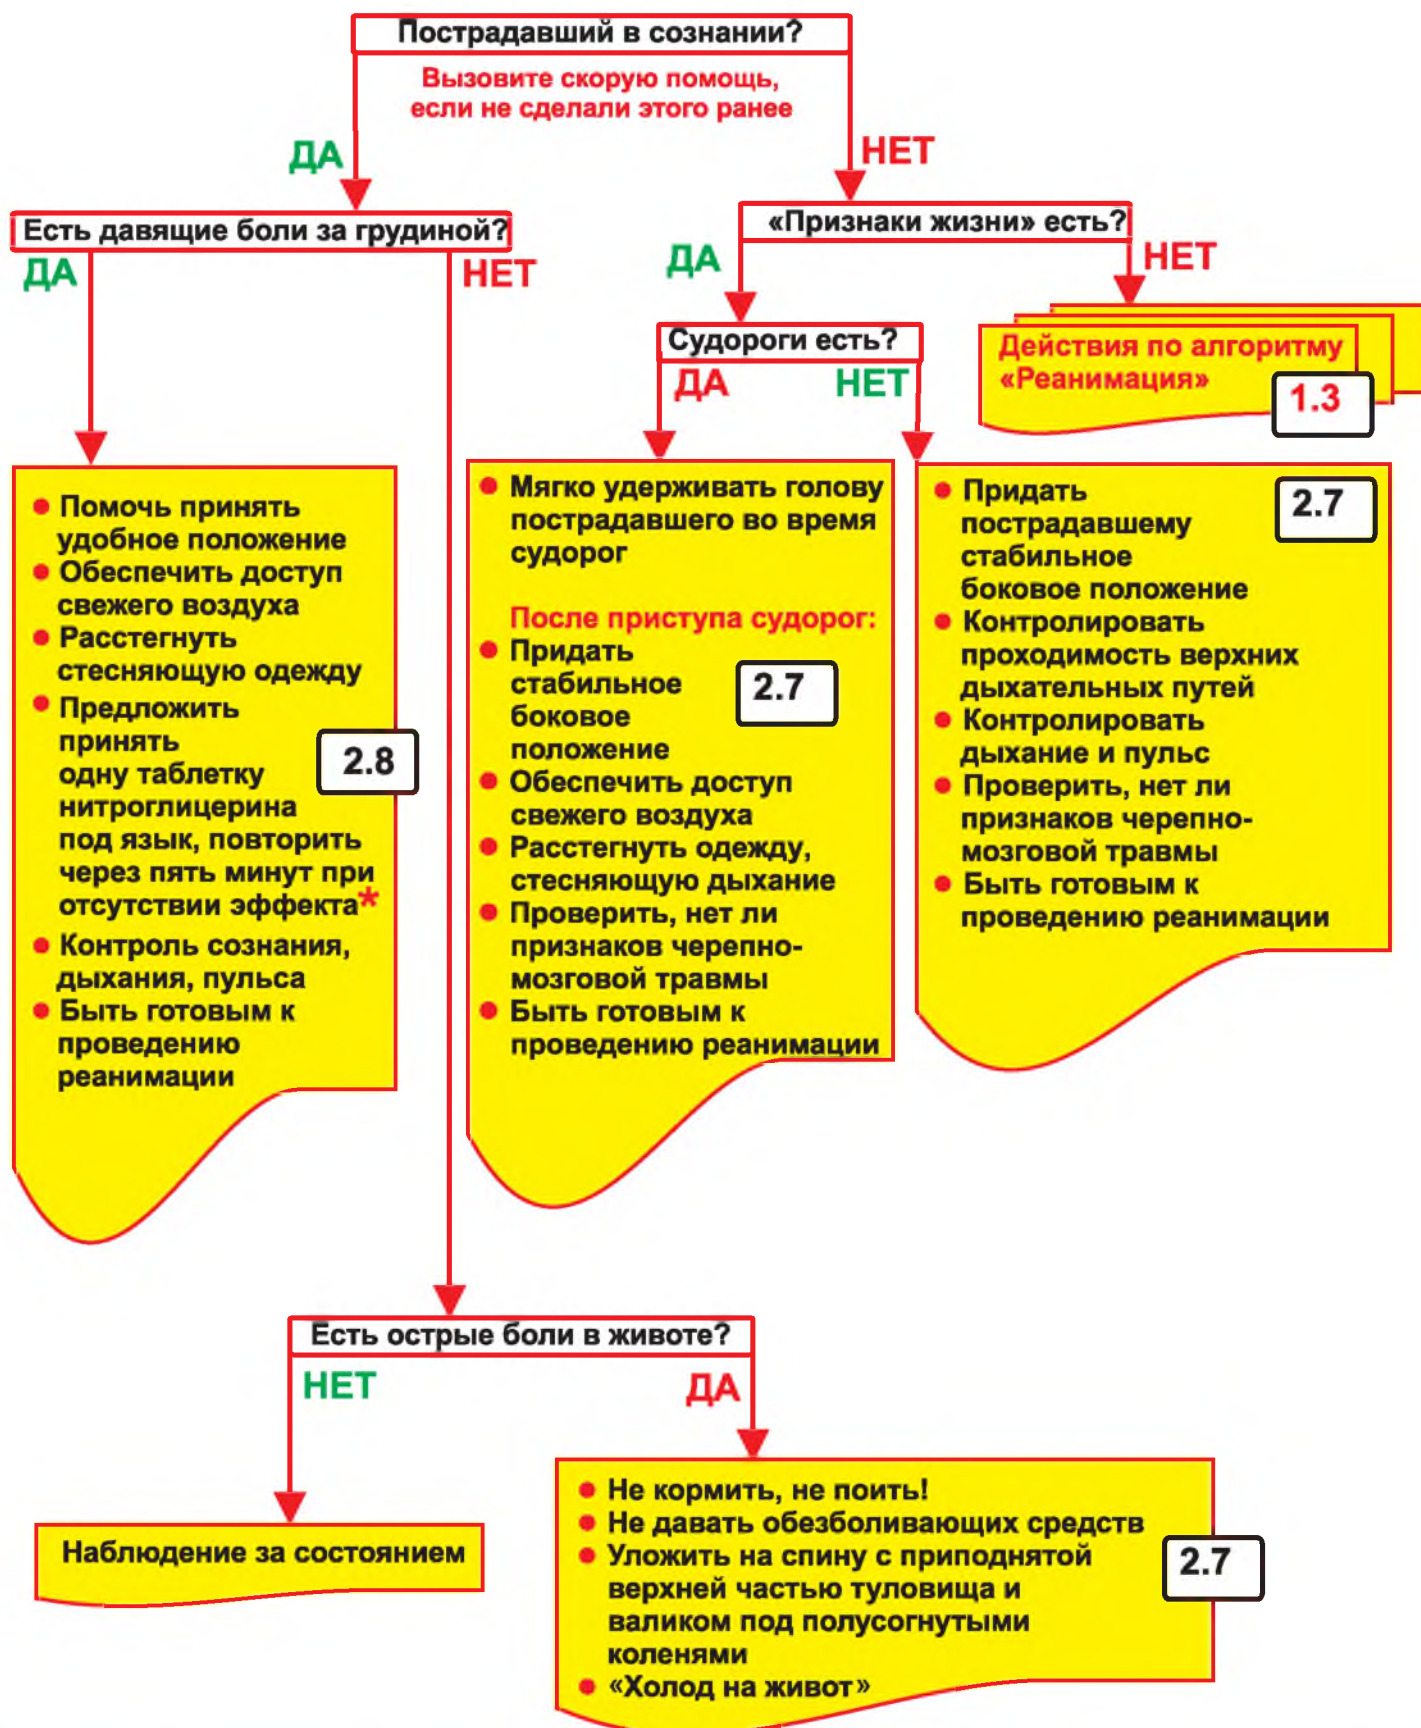 Пострадавший в сознании?
Вызовите скорую помощь,
если не сделали этого ранее
ДА
НЕТ
Есть давящие боли за грудиной?
ДА
НЕТ
«Признаки жизни» есть?
ДА
НЕТ
Судороги есть?
ДА
НЕТ
Действия по алгоритму
«Реанимация»
1.3
● Помочь принять
удобное положение
● Обеспечить доступ
свежего воздуха
● Расстегнуть
стесняющую одежду
● Предложить
принять
одну таблетку
нитроглицерина
под язык, повторить
через пять минут при
отсутствии эффекта*
● Контроль сознания,
дыхания, пульса
● Быть готовым к
проведению
реанимации
2.8
● Мягко удерживать голову
пострадавшего во время
судорог
После приступа судорог:
● Придать
стабильное
боковое
положение
● Обеспечить доступ
свежего воздуха
● Расстегнуть одежду,
стесняющую дыхание
● Проверить, нет ли
признаков черепно-
мозговой травмы
● Быть готовым к
проведению реанимации
2.7
● Придать
пострадавшему
стабильное
боковое положение
● Контролировать
проходимость верхних
дыхательных путей
● Контролировать
дыхание и пульс
● Проверить, нет ли
признаков черепно-
мозговой травмы
● Быть готовым к
проведению реанимации
2.7
Есть острые боли в животе?
НЕТ
ДА
Наблюдение за состоянием
● Не кормить, не поить!
● Не давать обезболивающих средств
● Уложить на спину с приподнятой
верхней частью туловища и
валиком под полусогнутыми
коленями
● «Холод на живот»
2.7